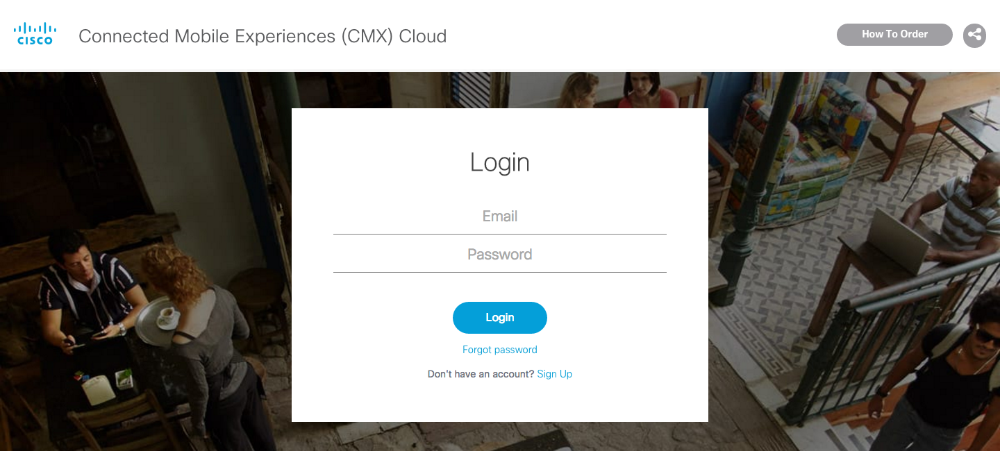 CISCO
Connected Mobile Experiences (CMX) Cloud
How To Order
Login
Email
Password
Login
Forgot password
Don't have an account? Sign Up